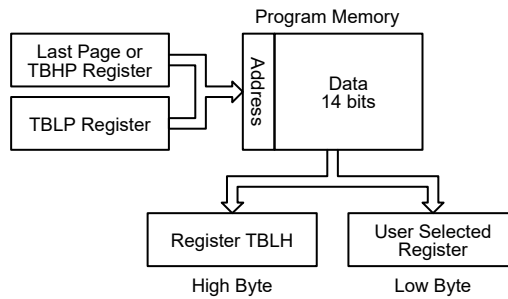 Program Memory
Last Page or
TBHP Register
TBLP Register
Address
Data
14 bits
Register TBLH
User Selected
Register
High Byte
Low Byte